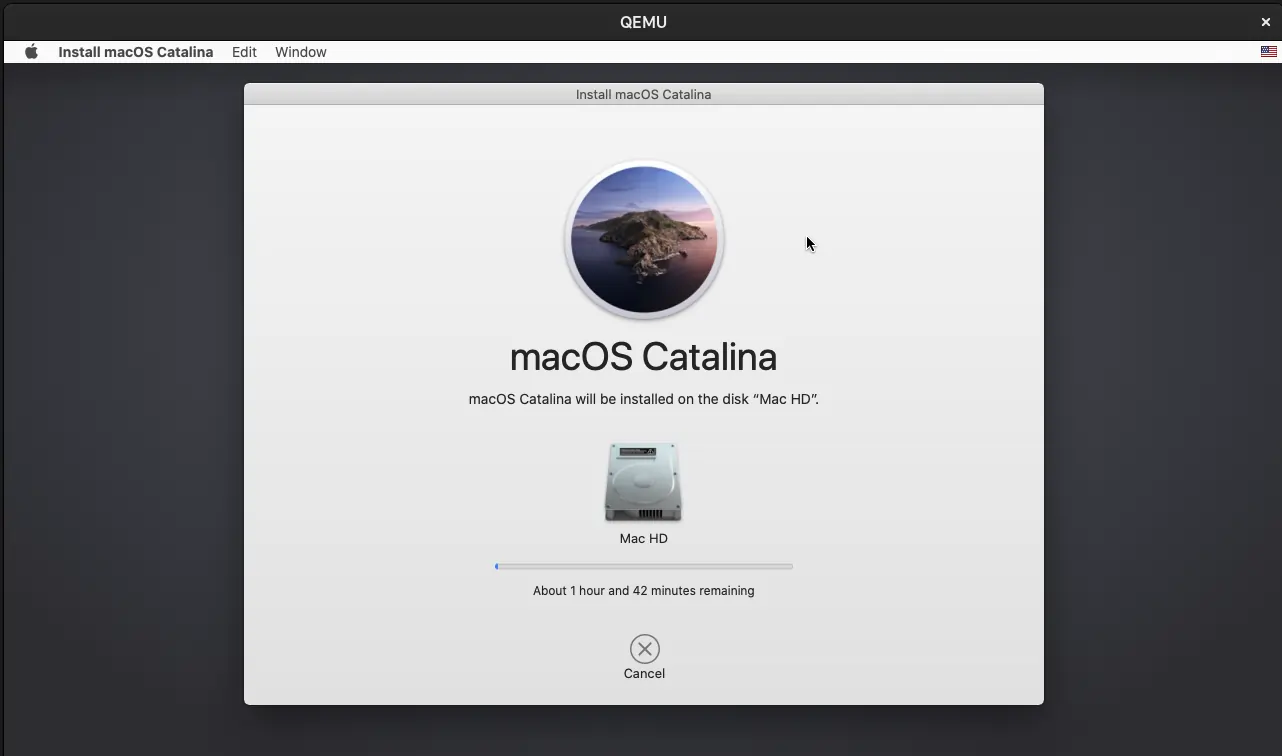 QEMU
Install macOS Catalina Edit Window
Install macOS Catalina
macOS Catalina
macOS Catalina will be installed on the disk “Mac HD”.
Mac HD
About 1 hour and 42 minutes remaining
Cancel